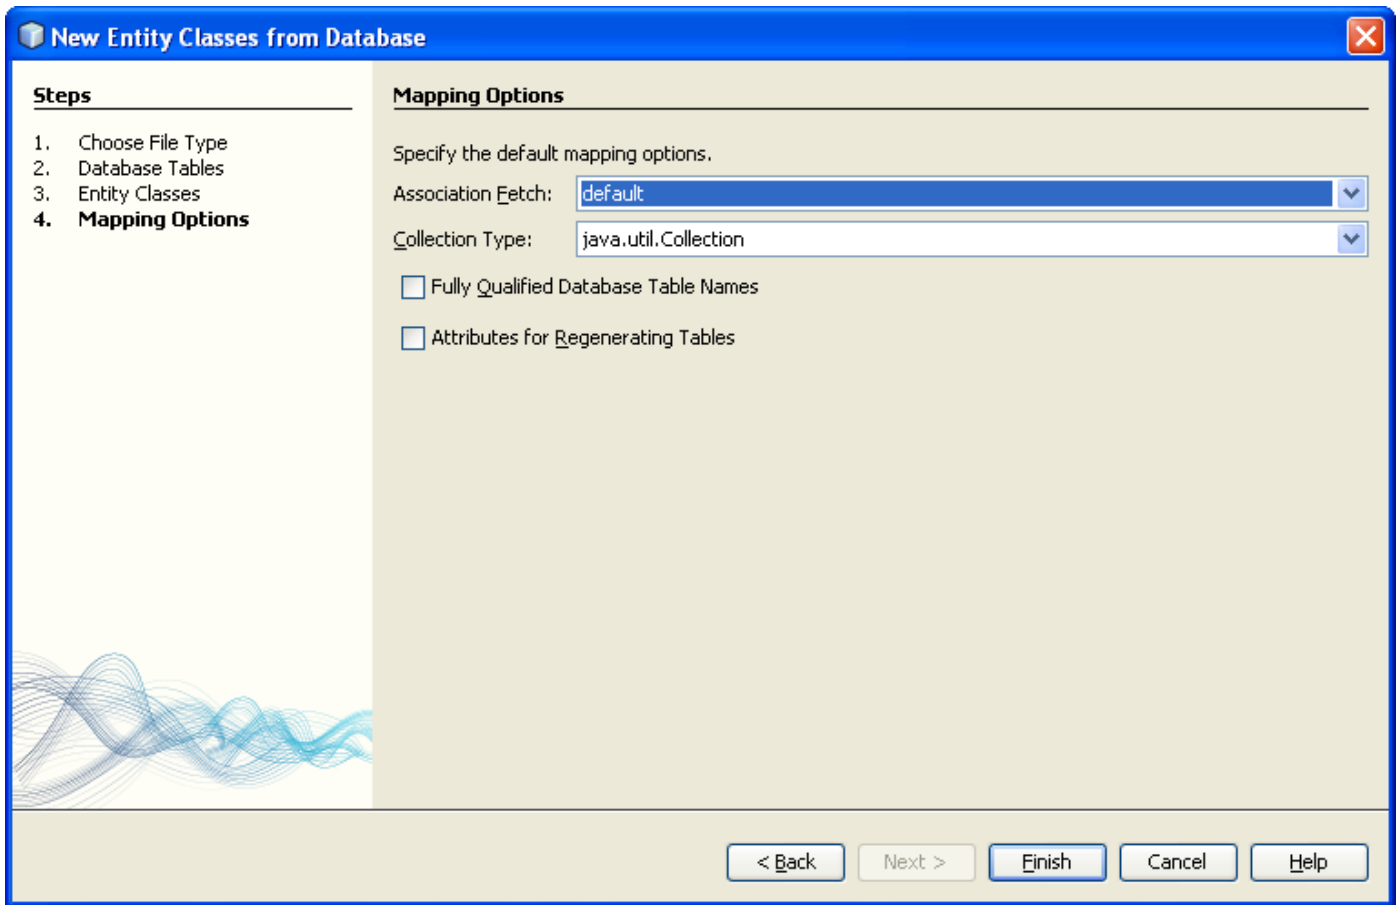 New Entity Classes from Database
Steps
1. Choose File Type
2. Database Tables
3. Entity Classes
4. Mapping Options
Mapping Options
Specify the default mapping options.
Association Fetch: default
Collection Type: java.util.Collection
Fully Qualified Database Table Names
Attributes for Regenerating Tables
< Back Next > Finish Cancel Help